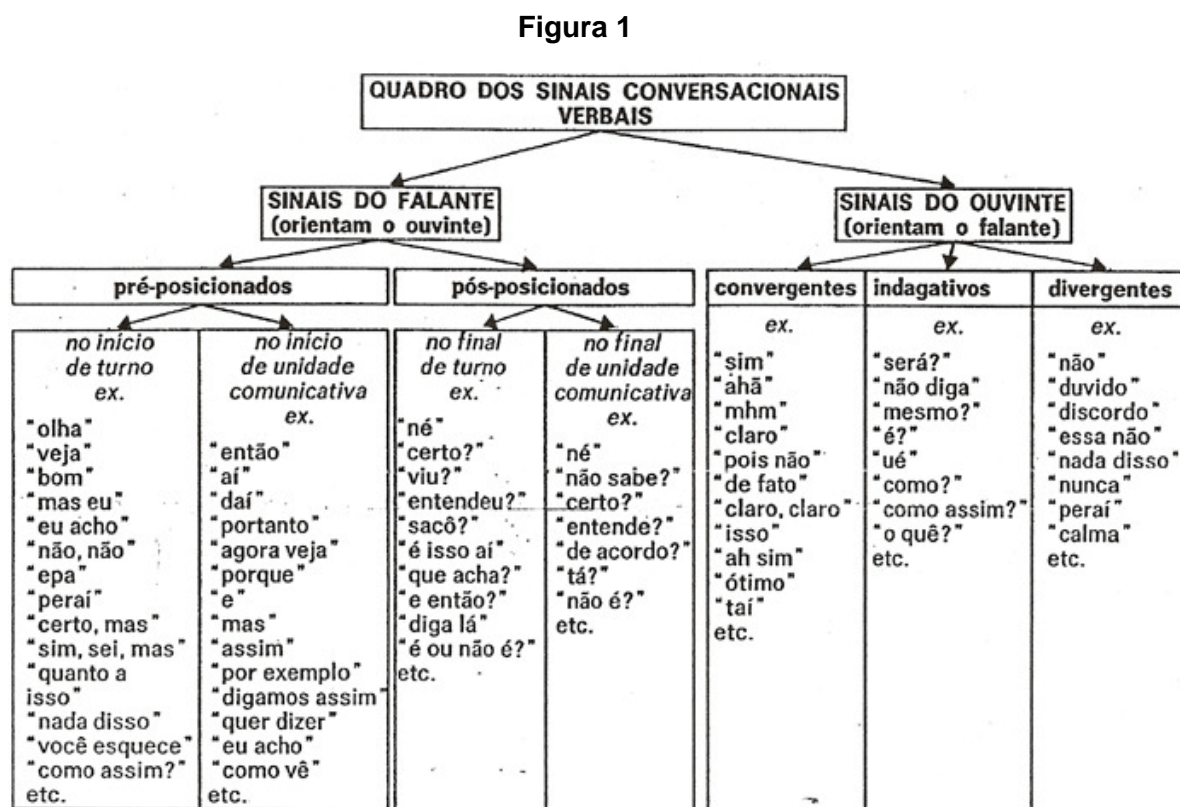 Figura 1
QUADRO DOS SINAIS CONVERSACIONAIS
VERBAIS
SINAIS DO FALANTE
(orientam o ouvinte)
SINAIS DO OUVINTE
(orientam o falante)
pré-posicionados
pós-posicionados
convergentes
indagativos
divergentes
no início
de turno
ex.
"olha"
"veja"
"bom"
"mas eu"
"eu acho"
"não, não"
"epa"
"peraí"
"certo, mas"
"sim, sei, mas"
"quanto a
isso"
"nada disso"
"você esquece"
"como assim?"
etc.
no início
de unidade
comunicativa
ex.
"então"
"aí"
"daí"
"portanto"
"agora veja"
"porque"
"e"
"mas"
"assim"
"por exemplo"
"digamos assim"
"quer dizer"
"eu acho"
"como vê"
etc.
no final
de turno
ex.
"né"
"certo?"
"viu?"
"entendeu?"
"sacô?"
"é isso aí"
"que acha?"
"e então?"
"diga lá"
"é ou não é?"
etc.
no final
de unidade
comunicativa
ex.
"né"
"não sabe?"
"certo?"
"entende?"
"de acordo?"
"tá?"
"não é?"
etc.
ex.
"sim"
"ahã"
"mhm"
"claro"
"pois não"
"de fato"
"claro, claro"
"isso"
"ah sim"
"ótimo"
"taí"
etc.
ex.
"será?"
"não diga"
"mesmo?"
"é?"
"ué"
"como?"
"como assim?"
"o quê?"
etc.
ex.
"não"
"duvido"
"discordo"
"essa não"
"nada disso"
"nunca"
"peraí"
"calma"
etc.